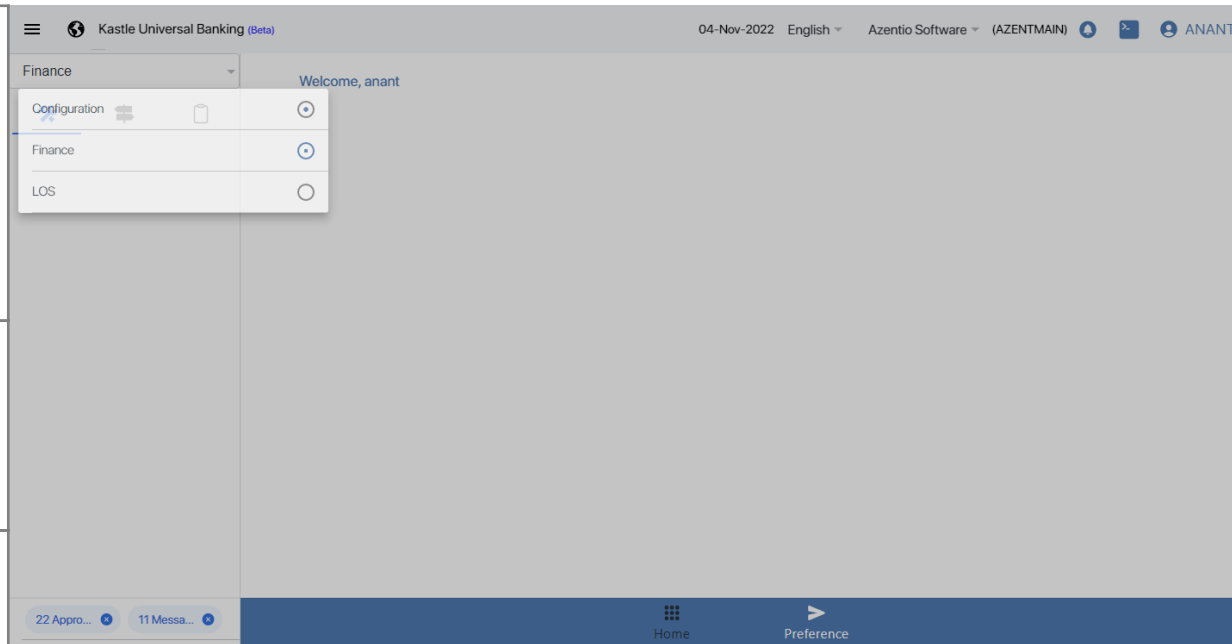 Kastle Universal Banking (Beta)
04-Nov-2022 English Azentio Software (AZENTMAIN) ANANT
Finance
Welcome, anant
Configuration
Finance
LOS
22 Appro... 11 Messa...
Home Preference